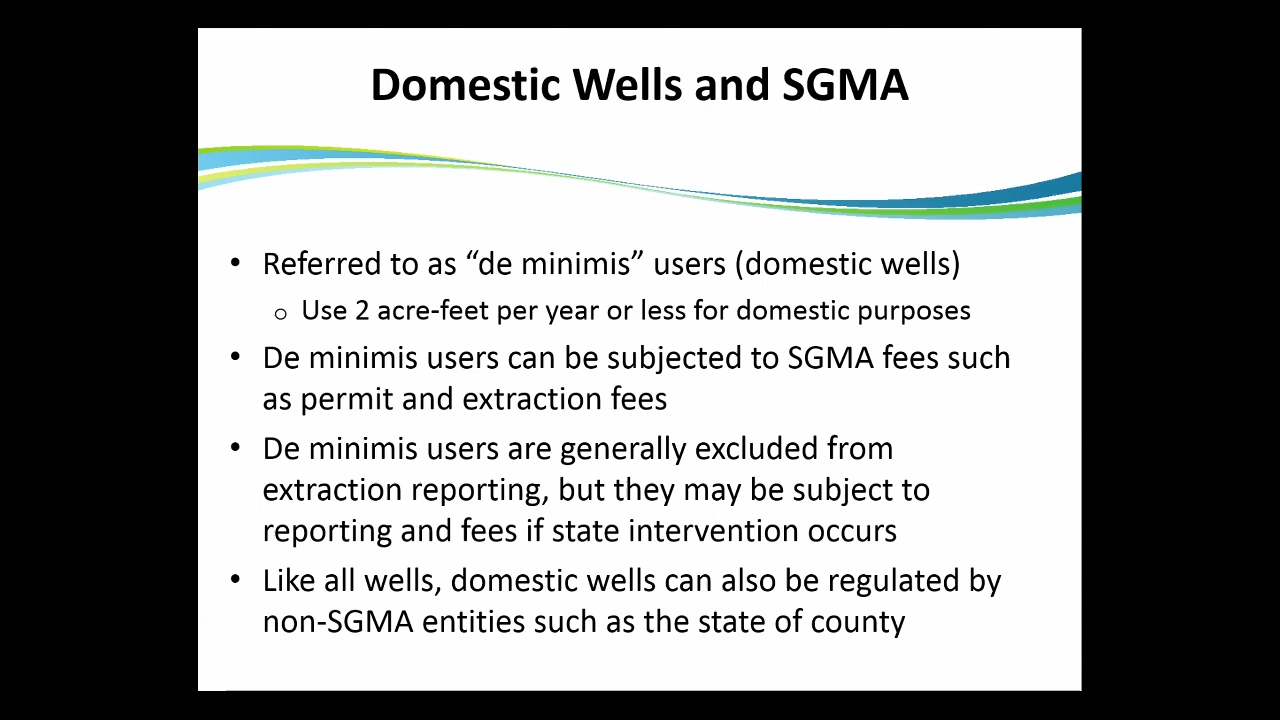 Domestic Wells and SGMA
• Referred to as “de minimis” users (domestic wells)
o Use 2 acre-feet per year or less for domestic purposes
• De minimis users can be subjected to SGMA fees such
as permit and extraction fees
• De minimis users are generally excluded from
extraction reporting, but they may be subject to
reporting and fees if state intervention occurs
• Like all wells, domestic wells can also be regulated by
non-SGMA entities such as the state of county